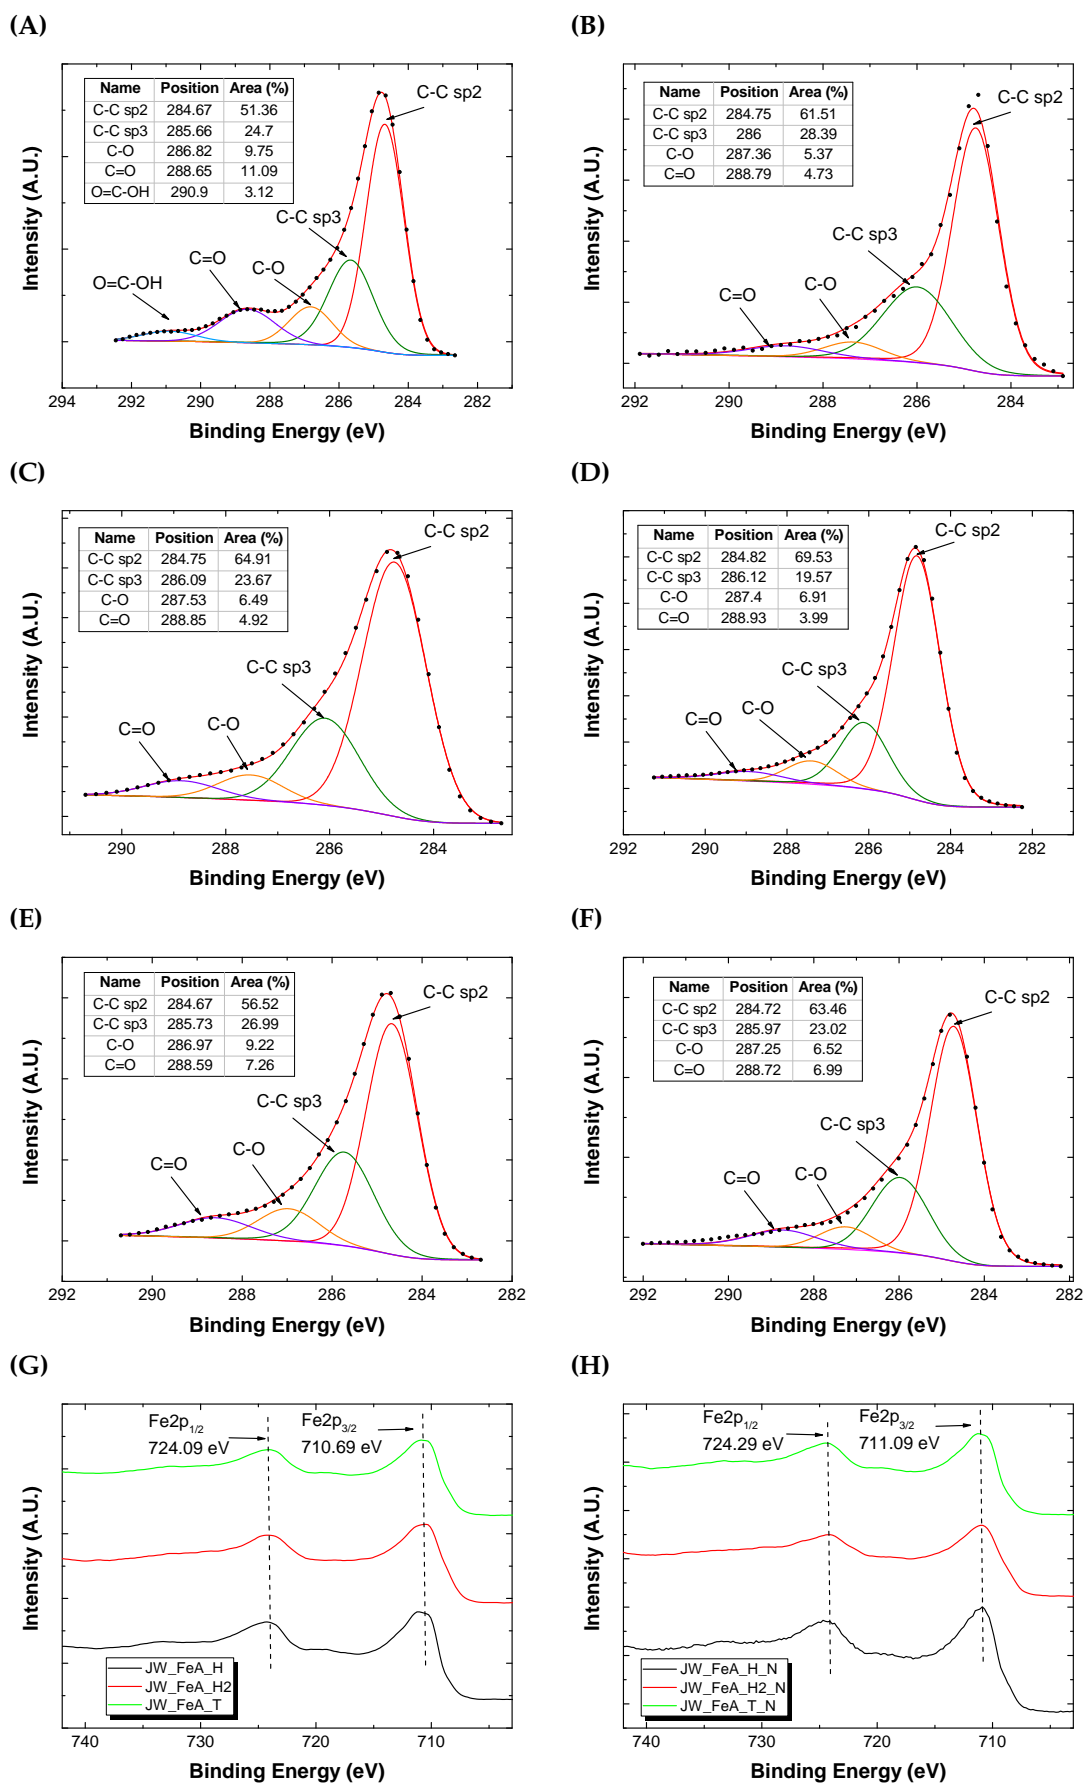 (A)
Name Position Area (%)
C-C sp2 284.67 51.36
C-C sp3 285.66 24.7
C-O 286.82 9.75
C=O 288.65 11.09
O=C-OH 290.9 3.12
C-C sp2
C-C sp3
C=O
C-O
O=C-OH
Intensity (A.U.)
294 292 290 288 286 284 282
Binding Energy (eV)
(B)
Name Position Area (%)
C-C sp2 284.75 61.51
C-C sp3 286 28.39
C-O 287.36 5.37
C=O 288.79 4.73
C-C sp2
C-C sp3
C=O
C-O
Intensity (A.U.)
292 290 288 286 284
Binding Energy (eV)
(C)
Name Position Area (%)
C-C sp2 284.75 64.91
C-C sp3 286.09 23.67
C-O 287.53 6.49
C=O 288.85 4.92
C-C sp2
C-C sp3
C=O
C-O
Intensity (A.U.)
290 288 286 284
Binding Energy (eV)
(D)
Name Position Area (%)
C-C sp2 284.82 69.53
C-C sp3 286.12 19.57
C-O 287.4 6.91
C=O 288.93 3.99
C-C sp2
C-C sp3
C-O
C=O
Intensity (A.U.)
292 290 288 286 284 282
Binding Energy (eV)
(E)
Name Position Area (%)
C-C sp2 284.67 56.52
C-C sp3 285.73 26.99
C-O 286.97 9.22
C=O 288.59 7.26
C-C sp2
C-C sp3
C-O
C=O
Intensity (A.U.)
292 290 288 286 284 282
Binding Energy (eV)
(F)
Name Position Area (%)
C-C sp2 284.72 63.46
C-C sp3 285.97 23.02
C-O 287.25 6.52
C=O 288.72 6.99
C-C sp2
C-C sp3
C=O
C-O
Intensity (A.U.)
292 290 288 286 284 282
Binding Energy (eV)
(G)
Fe2p1/2
724.09 eV
Fe2p3/2
710.69 eV
JW_FeA_H
JW_FeA_H2
JW_FeA_T
Intensity (A.U.)
740 730 720 710
Binding Energy (eV)
(H)
Fe2p1/2
724.29 eV
Fe2p3/2
711.09 eV
JW_FeA_H_N
JW_FeA_H2_N
JW_FeA_T_N
Intensity (A.U.)
740 730 720 710
Binding Energy (eV)